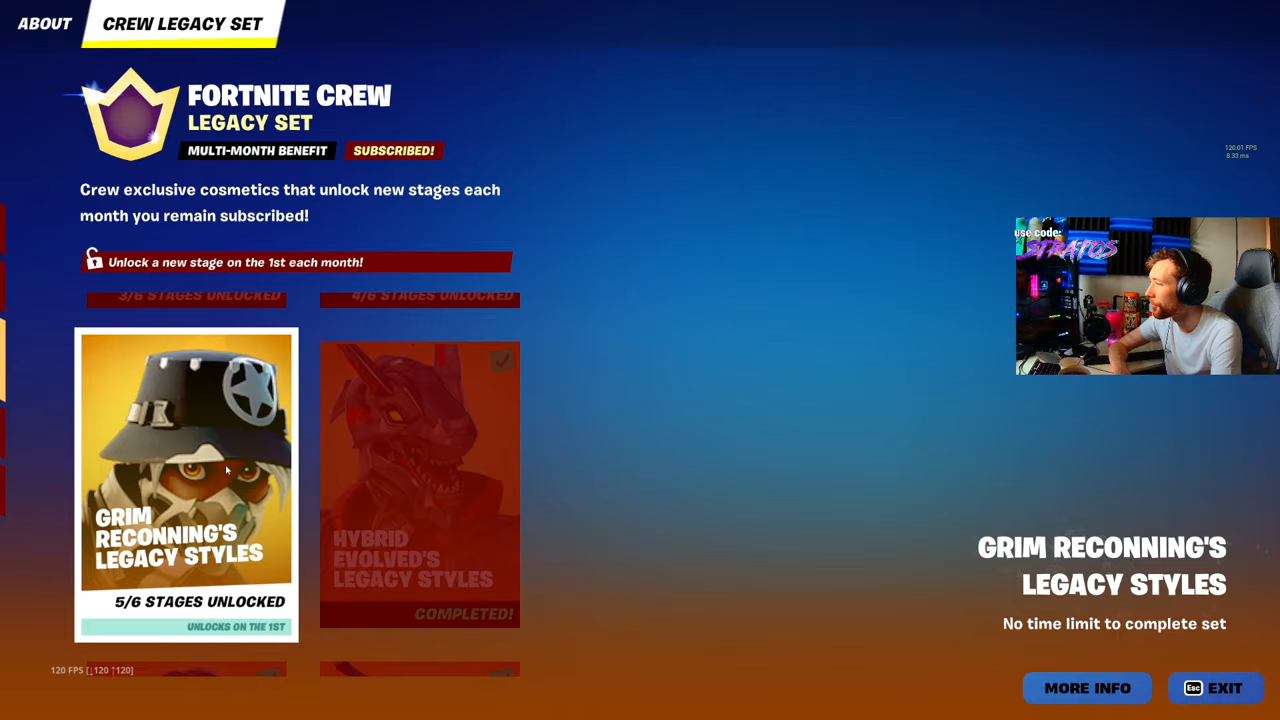 ABOUT
CREW LEGACY SET
FORTNITE CREW
LEGACY SET
MULTI-MONTH BENEFIT
SUBSCRIBED!
Crew exclusive cosmetics that unlock new stages each
month you remain subscribed!
Unlock a new stage on the 1st each month!
3/6 STAGES UNLOCKED
4/6 STAGES UNLOCKED
GRIM
RECONNING'S
LEGACY STYLES
5/6 STAGES UNLOCKED
UNLOCKS ON THE 1ST
HYBRID
EVOLVED'S
LEGACY STYLES
COMPLETED!
120.01 FPS
8.33 ms
use code:
STRATOS
GRIM RECONNING'S
LEGACY STYLES
No time limit to complete set
120 FPS [↓120 ↑120]
MORE INFO
Esc EXIT